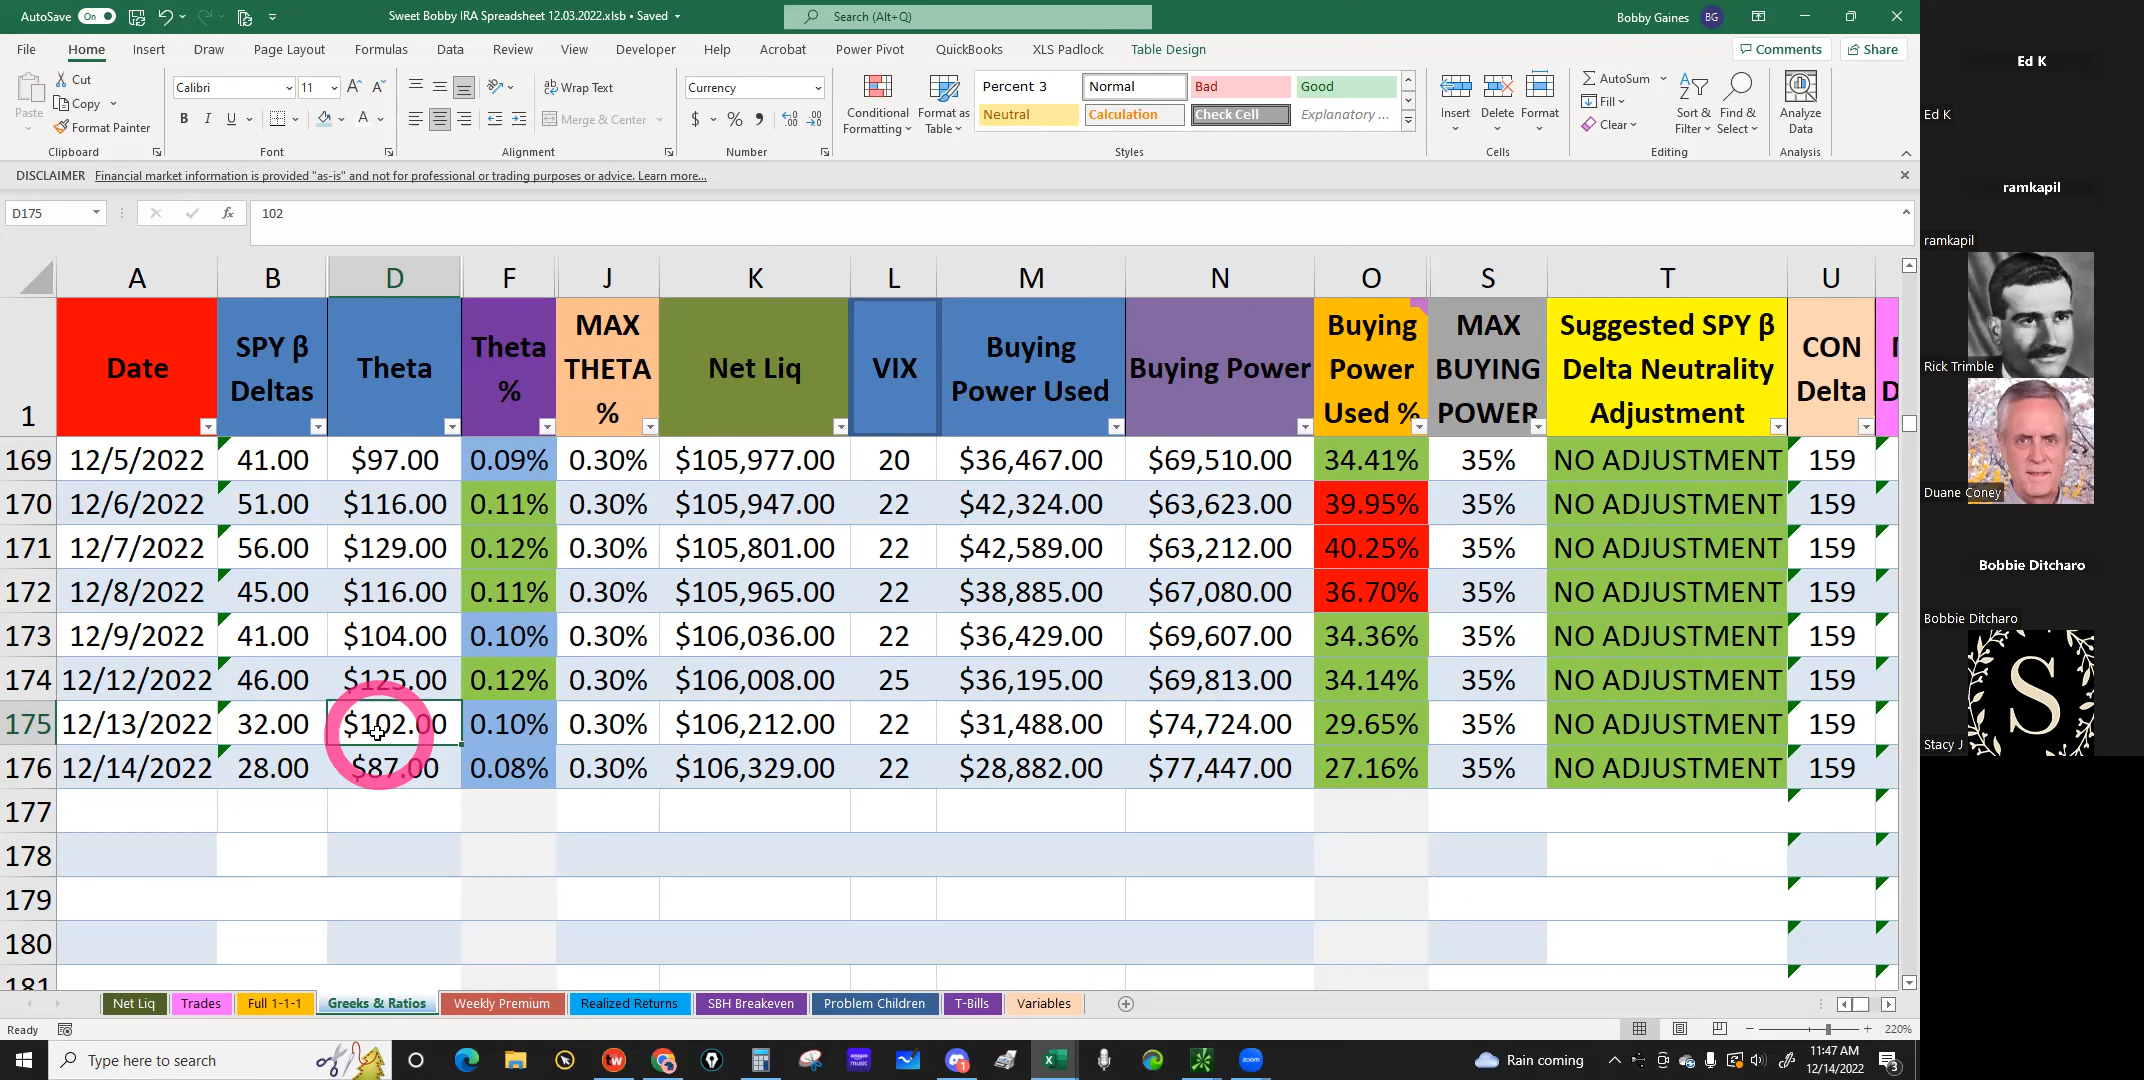 AutoSave On Sweet Bobby IRA Spreadsheet 12.03.2022.xlsb • Saved Search (Alt+Q) Bobby Gaines BG
File Home Insert Draw Page Layout Formulas Data Review View Developer Help Acrobat Power Pivot QuickBooks XLS Padlock Table Design Comments Share
Paste Cut Copy Format Painter
Calibri 11
B I U
Wrap Text
Merge & Center
Currency
$ %
Conditional Formatting Format as Table
Percent 3 Normal Bad Good
Neutral Calculation Check Cell Explanatory ...
Insert Delete Format
AutoSum Fill Clear
Sort & Filter Find & Select
Analyze Data
Clipboard Font Alignment Number Styles Cells Editing Analysis
DISCLAIMER Financial market information is provided "as-is" and not for professional or trading purposes or advice. Learn more...
D175 fx 102
A B D F J K L M N O S T U
1 Date SPY β Deltas Theta Theta % MAX THETA % Net Liq VIX Buying Power Used Buying Power Buying Power Used % MAX BUYING POWER Suggested SPY β Delta Neutrality Adjustment CON Delta
169 12/5/2022 41.00 $97.00 0.09% 0.30% $105,977.00 20 $36,467.00 $69,510.00 34.41% 35% NO ADJUSTMENT 159
170 12/6/2022 51.00 $116.00 0.11% 0.30% $105,947.00 22 $42,324.00 $63,623.00 39.95% 35% NO ADJUSTMENT 159
171 12/7/2022 56.00 $129.00 0.12% 0.30% $105,801.00 22 $42,589.00 $63,212.00 40.25% 35% NO ADJUSTMENT 159
172 12/8/2022 45.00 $116.00 0.11% 0.30% $105,965.00 22 $38,885.00 $67,080.00 36.70% 35% NO ADJUSTMENT 159
173 12/9/2022 41.00 $104.00 0.10% 0.30% $106,036.00 22 $36,429.00 $69,607.00 34.36% 35% NO ADJUSTMENT 159
174 12/12/2022 46.00 $125.00 0.12% 0.30% $106,008.00 25 $36,195.00 $69,813.00 34.14% 35% NO ADJUSTMENT 159
175 12/13/2022 32.00 $102.00 0.10% 0.30% $106,212.00 22 $31,488.00 $74,724.00 29.65% 35% NO ADJUSTMENT 159
176 12/14/2022 28.00 $87.00 0.08% 0.30% $106,329.00 22 $28,882.00 $77,447.00 27.16% 35% NO ADJUSTMENT 159
177
178
179
180
181
Net Liq Trades Full 1-1-1 Greeks & Ratios Weekly Premium Realized Returns SBH Breakeven Problem Children T-Bills Variables
Ready 220%
Type here to search Rain coming 11:47 AM
12/14/2022 3
Ed K
Ed K
ramkapil
ramkapil
Rick Trimble
Duane Coney
Bobbie Ditcharo
Bobbie Ditcharo
S
Stacy J